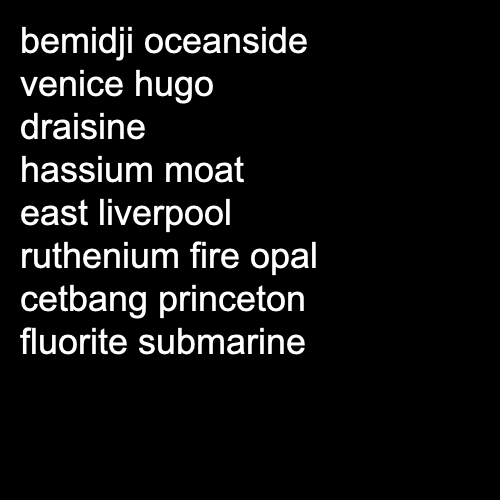 bemidji oceanside
venice hugo
draisine
hassium moat
east liverpool
ruthenium fire opal
cetbang princeton
fluorite submarine